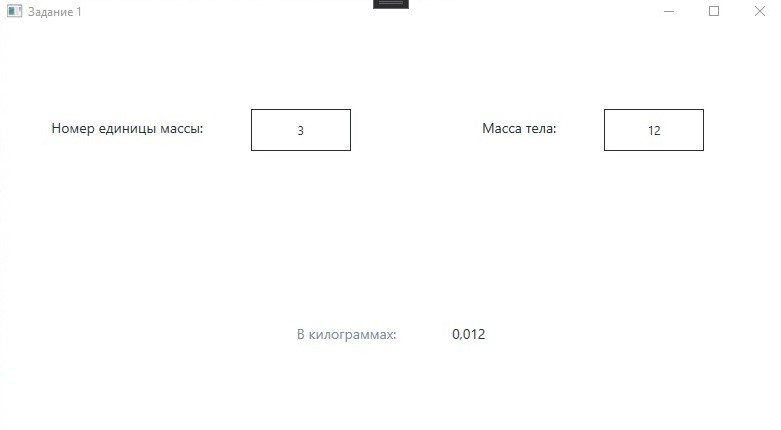 Задание 1
Номер единицы массы: 3 Масса тела: 12
В килограммах: 0,012